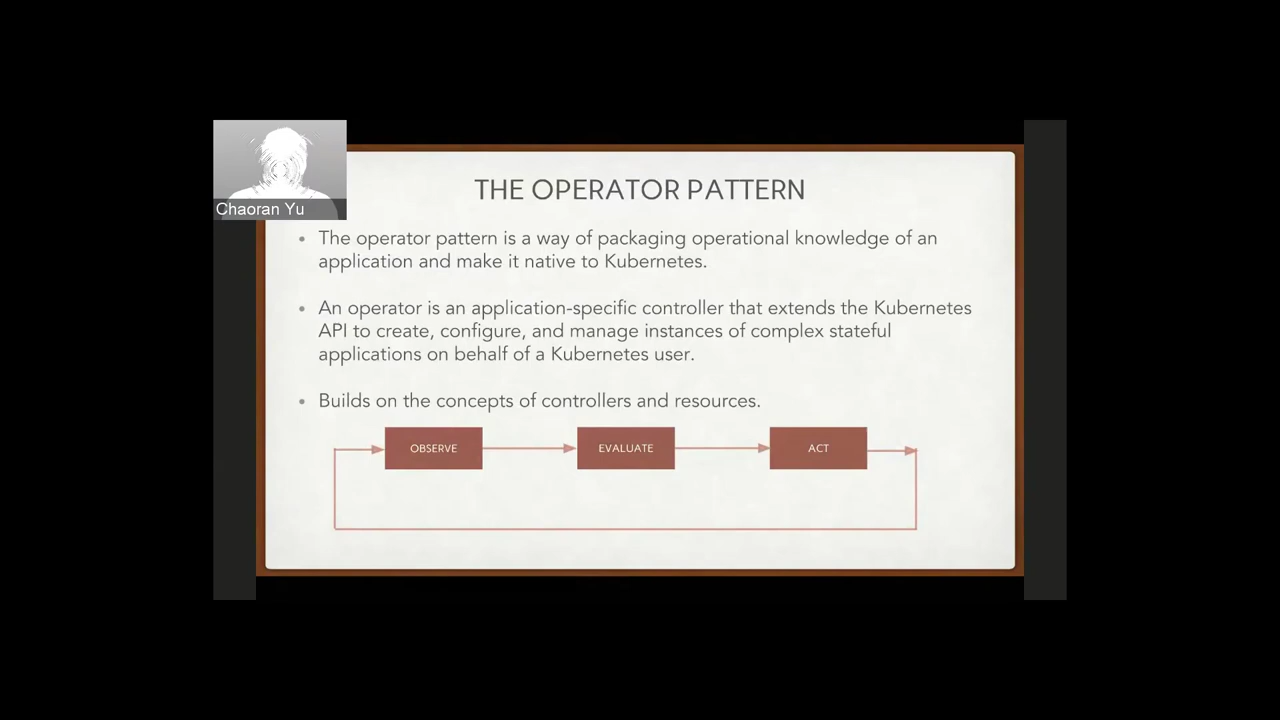 Chaoran Yu
THE OPERATOR PATTERN
• The operator pattern is a way of packaging operational knowledge of an
application and make it native to Kubernetes.
• An operator is an application-specific controller that extends the Kubernetes
API to create, configure, and manage instances of complex stateful
applications on behalf of a Kubernetes user.
• Builds on the concepts of controllers and resources.
OBSERVE
EVALUATE
ACT